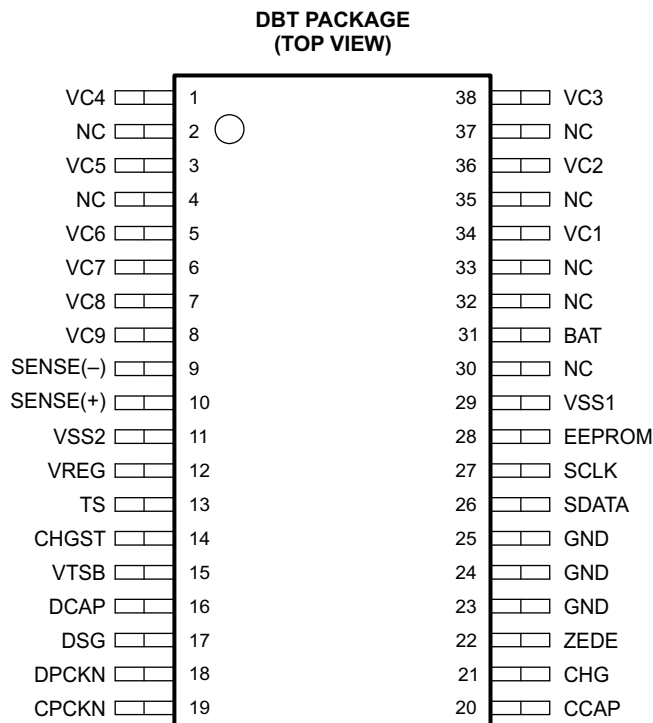 DBT PACKAGE
(TOP VIEW)
VC4 1 38 VC3
NC 2 37 NC
VC5 3 36 VC2
NC 4 35 NC
VC6 5 34 VC1
VC7 6 33 NC
VC8 7 32 NC
VC9 8 31 BAT
SENSE(–) 9 30 NC
SENSE(+) 10 29 VSS1
VSS2 11 28 EEPROM
VREG 12 27 SCLK
TS 13 26 SDATA
CHGST 14 25 GND
VTSB 15 24 GND
DCAP 16 23 GND
DSG 17 22 ZEDE
DPCKN 18 21 CHG
CPCKN 19 20 CCAP